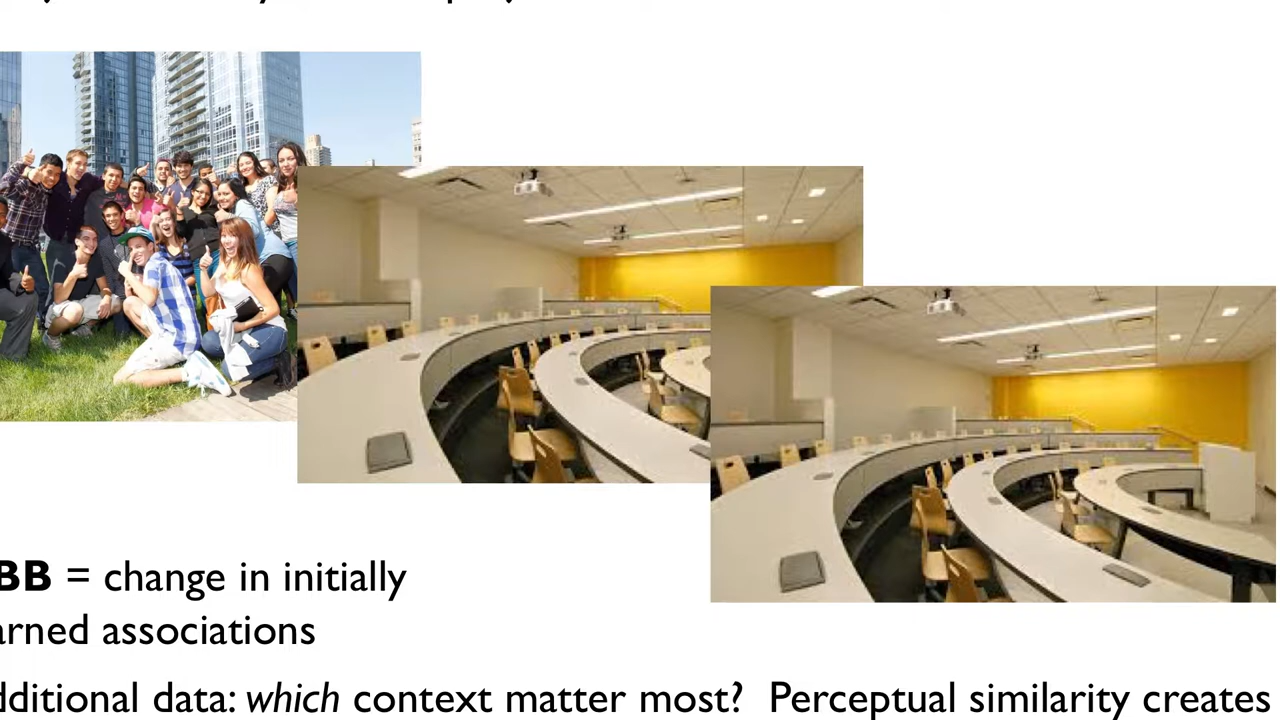 BB = change in initially
arned associations
dditional data: which context matter most? Perceptual similarity creates